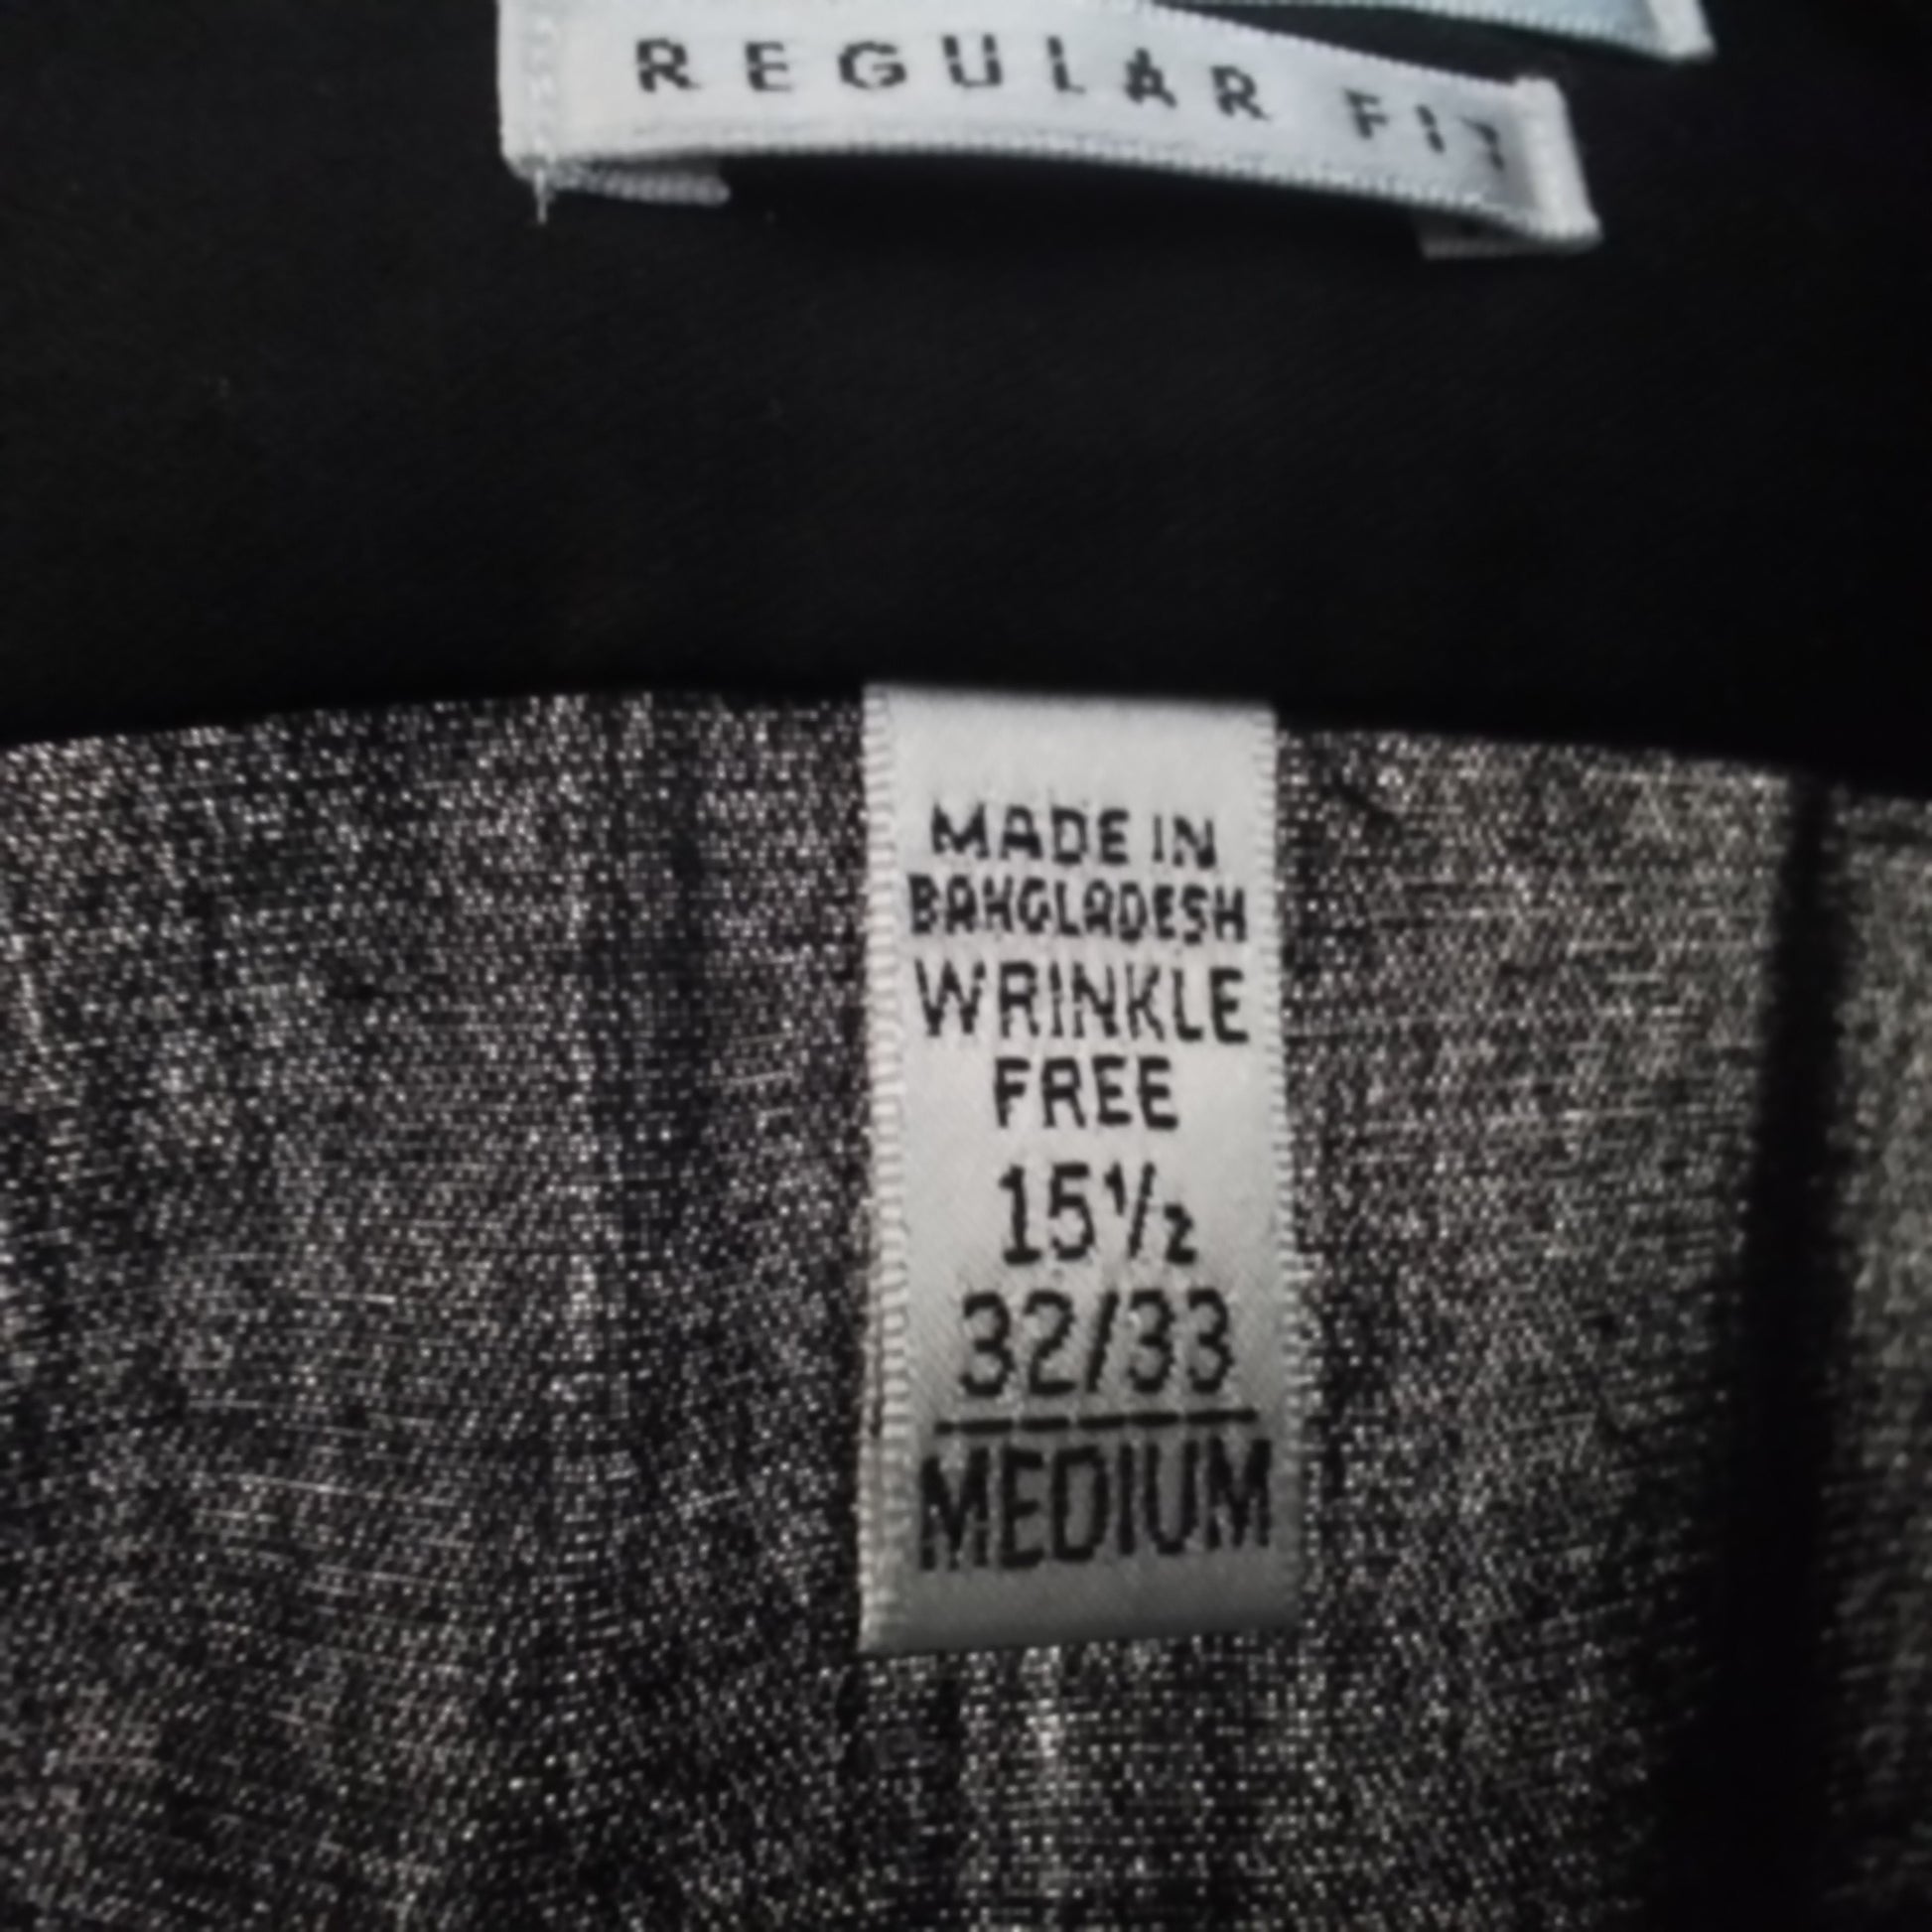 REGULAR FIT
MADE IN
BANGLADESH
WRINKLE
FREE
15½
32/33
MEDIUM